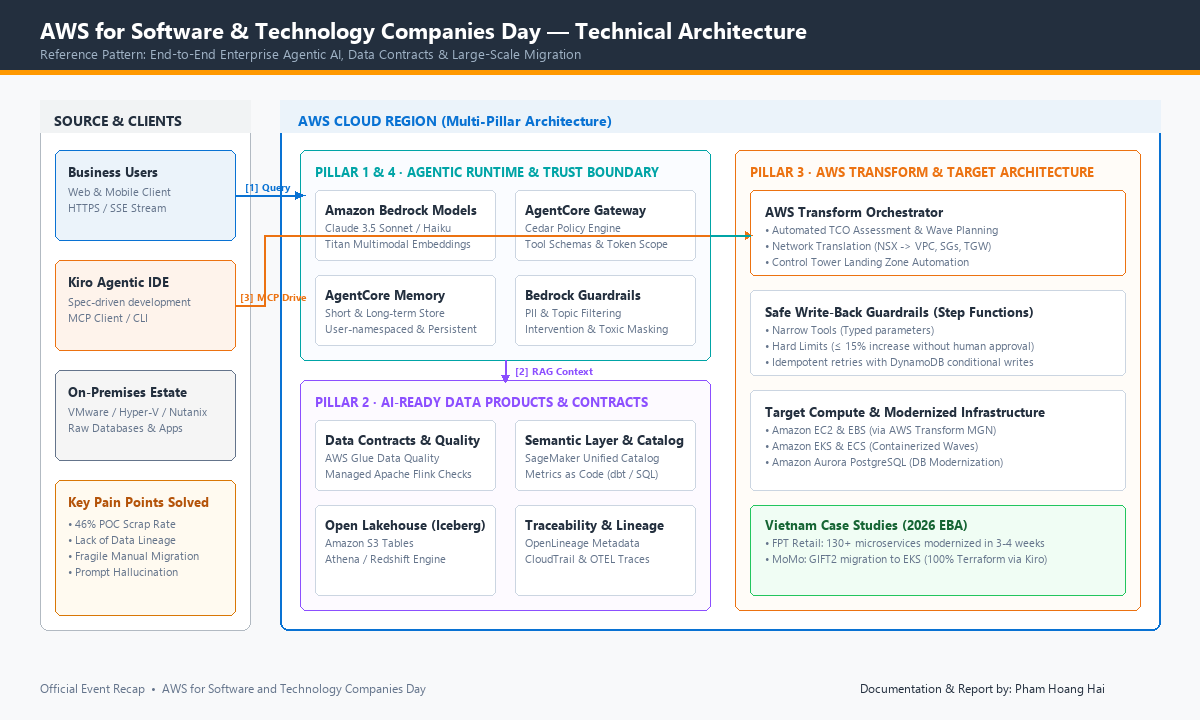 AWS for Software & Technology Companies Day — Technical Architecture
Reference Pattern: End-to-End Enterprise Agentic AI, Data Contracts & Large-Scale Migration
SOURCE & CLIENTS
Business Users
Web & Mobile Client
HTTPS / SSE Stream
[1] Query
Kiro Agentic IDE
Spec-driven development
MCP Client / CLI
[3] MCP Drive
On-Premises Estate
VMware / Hyper-V / Nutanix
Raw Databases & Apps
Key Pain Points Solved
• 46% POC Scrap Rate
• Lack of Data Lineage
• Fragile Manual Migration
• Prompt Hallucination
AWS CLOUD REGION (Multi-Pillar Architecture)
PILLAR 1 & 4 · AGENTIC RUNTIME & TRUST BOUNDARY
Amazon Bedrock Models
Claude 3.5 Sonnet / Haiku
Titan Multimodal Embeddings
AgentCore Gateway
Cedar Policy Engine
Tool Schemas & Token Scope
AgentCore Memory
Short & Long-term Store
User-namespaced & Persistent
Bedrock Guardrails
PII & Topic Filtering
Intervention & Toxic Masking
[2] RAG Context
PILLAR 2 · AI-READY DATA PRODUCTS & CONTRACTS
Data Contracts & Quality
AWS Glue Data Quality
Managed Apache Flink Checks
Semantic Layer & Catalog
SageMaker Unified Catalog
Metrics as Code (dbt / SQL)
Open Lakehouse (Iceberg)
Amazon S3 Tables
Athena / Redshift Engine
Traceability & Lineage
OpenLineage Metadata
CloudTrail & OTEL Traces
PILLAR 3 · AWS TRANSFORM & TARGET ARCHITECTURE
AWS Transform Orchestrator
• Automated TCO Assessment & Wave Planning
• Network Translation (NSX -> VPC, SGs, TGW)
• Control Tower Landing Zone Automation
Safe Write-Back Guardrails (Step Functions)
• Narrow Tools (Typed parameters)
• Hard Limits (≤ 15% increase without human approval)
• Idempotent retries with DynamoDB conditional writes
Target Compute & Modernized Infrastructure
• Amazon EC2 & EBS (via AWS Transform MGN)
• Amazon EKS & ECS (Containerized Waves)
• Amazon Aurora PostgreSQL (DB Modernization)
Vietnam Case Studies (2026 EBA)
• FPT Retail: 130+ microservices modernized in 3-4 weeks
• MoMo: GIFT2 migration to EKS (100% Terraform via Kiro)
Official Event Recap • AWS for Software and Technology Companies Day
Documentation & Report by: Pham Hoang Hai